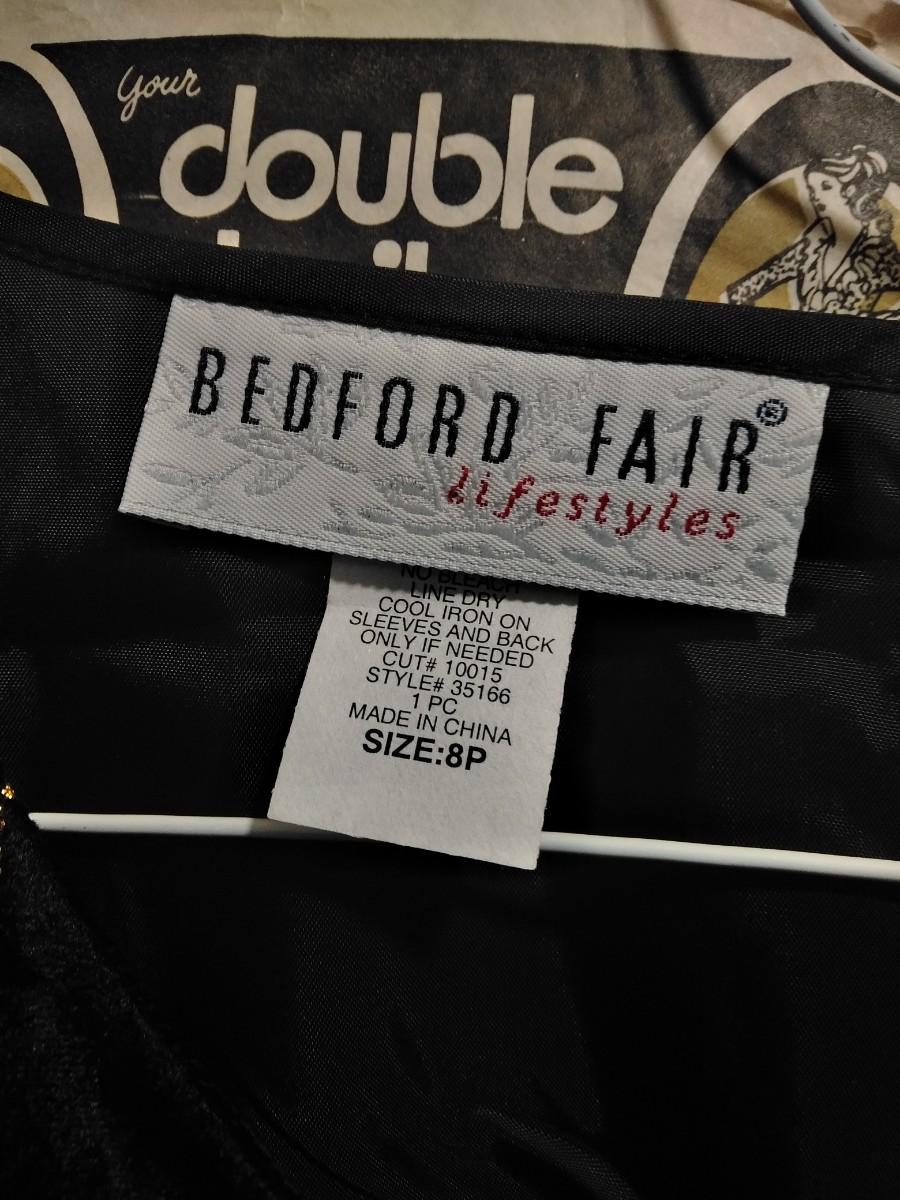 Your
double
BEDFORD FAIR®
lifestyles
NO BLEACH
LINE DRY
COOL IRON ON
SLEEVES AND BACK
ONLY IF NEEDED
CUT# 10015
STYLE# 35166
1 PC
MADE IN CHINA
SIZE:8P